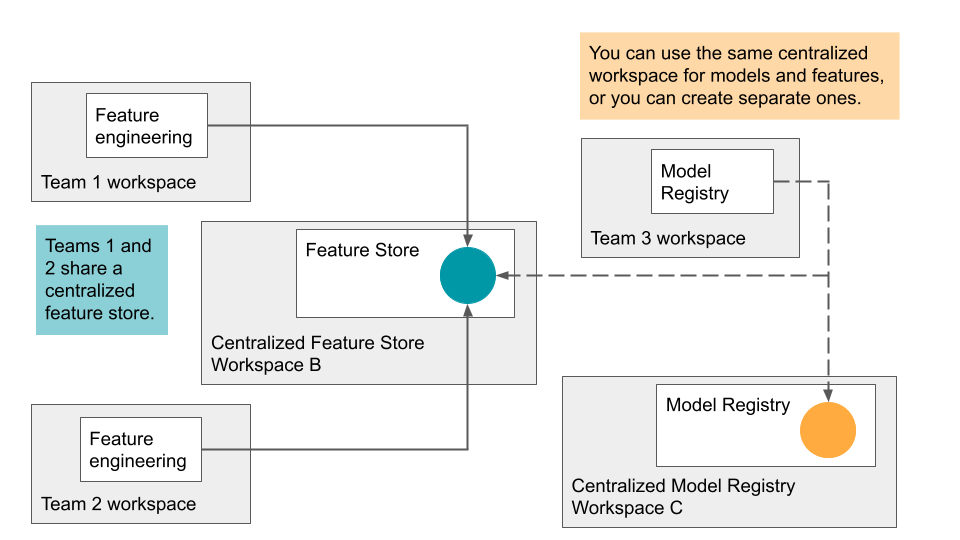 You can use the same centralized
workspace for models and features,
or you can create separate ones.
Feature
engineering
Team 1 workspace
Model
Registry
Team 3 workspace
Teams 1 and
2 share a
centralized
feature store.
Feature Store
Centralized Feature Store
Workspace B
Feature
engineering
Team 2 workspace
Model Registry
Centralized Model Registry
Workspace C